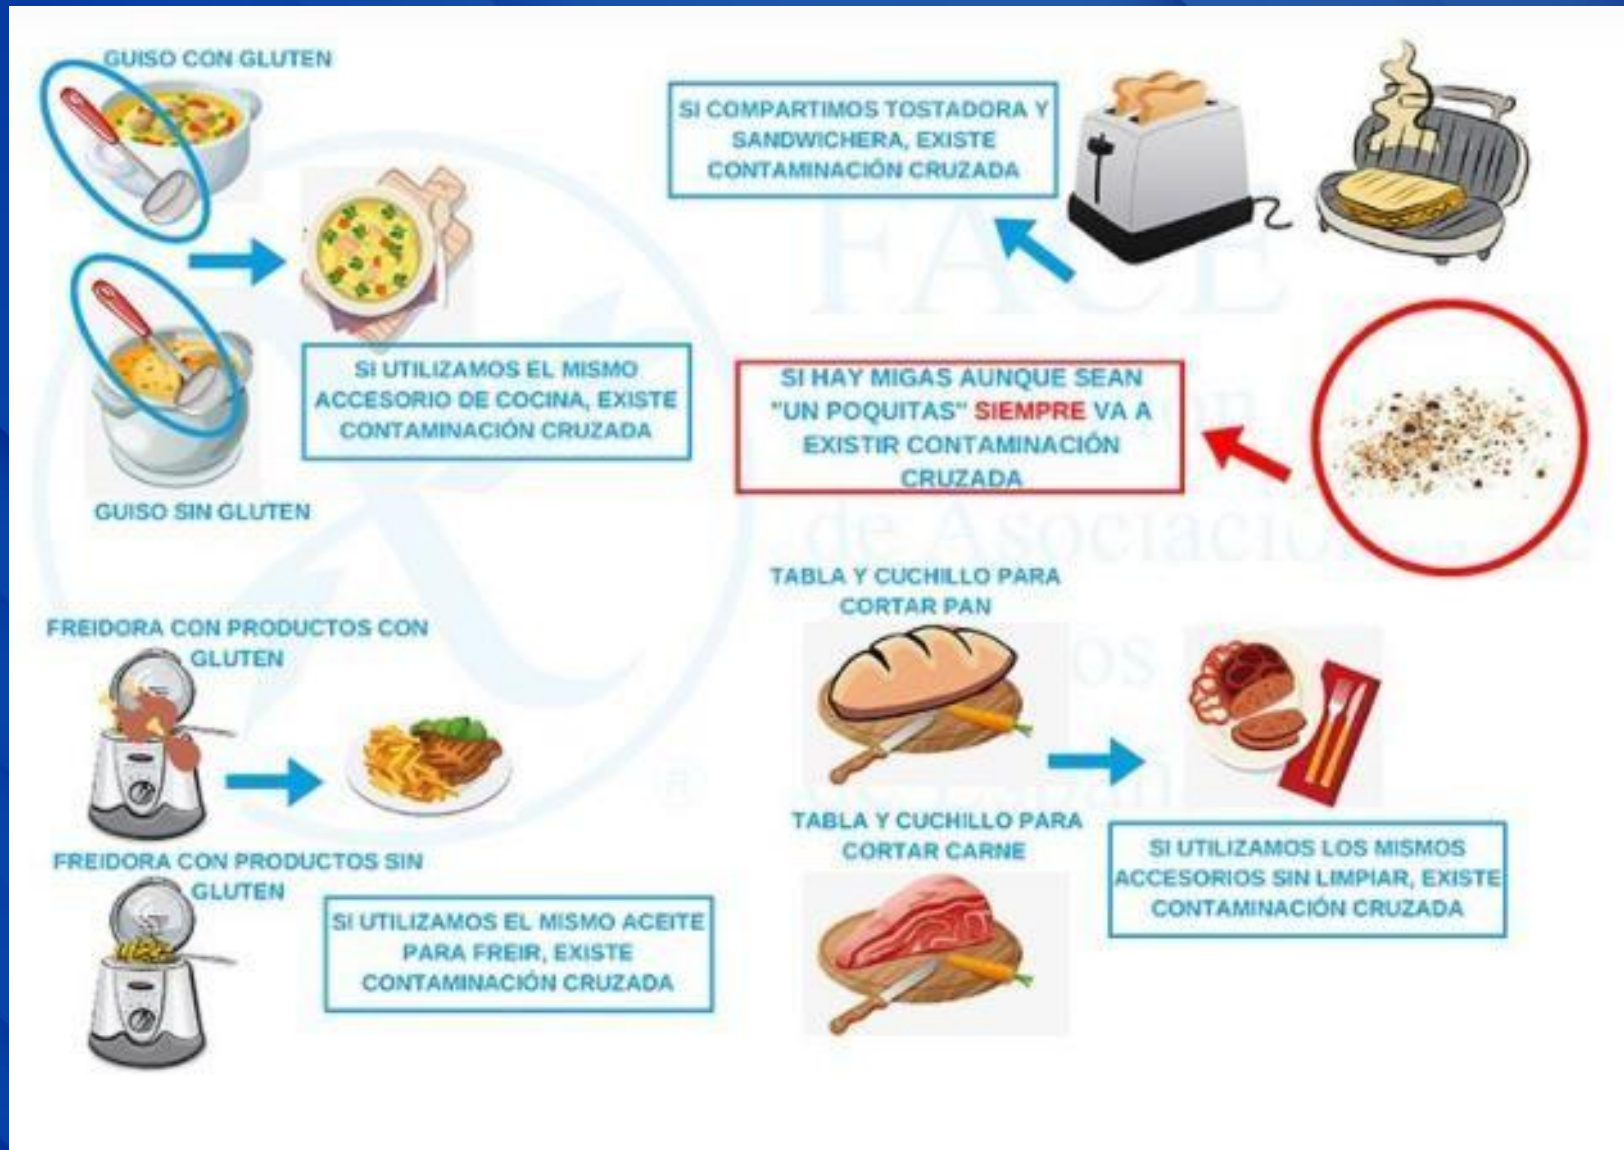 GUISO CON GLUTEN
SI UTILIZAMOS EL MISMO
ACCESORIO DE COCINA, EXISTE
CONTAMINACIÓN CRUZADA
GUISO SIN GLUTEN
SI COMPARTIMOS TOSTADORA Y
SANDWICHERA, EXISTE
CONTAMINACIÓN CRUZADA
SI HAY MIGAS AUNQUE SEAN
"UN POQUITAS" SIEMPRE VA A
EXISTIR CONTAMINACIÓN
CRUZADA
FREIDORA CON PRODUCTOS CON
GLUTEN
FREIDORA CON PRODUCTOS SIN
GLUTEN
SI UTILIZAMOS EL MISMO ACEITE
PARA FREIR, EXISTE
CONTAMINACIÓN CRUZADA
TABLA Y CUCHILLO PARA
CORTAR PAN
TABLA Y CUCHILLO PARA
CORTAR CARNE
SI UTILIZAMOS LOS MISMOS
ACCESORIOS SIN LIMPIAR, EXISTE
CONTAMINACIÓN CRUZADA
FACE
de
®